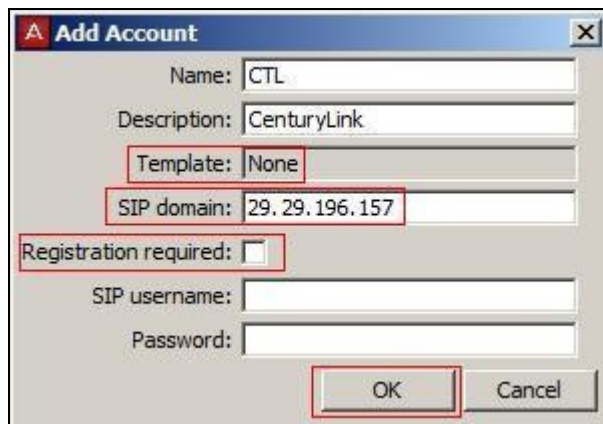 Add Account
Name: CTL
Description: CenturyLink
Template: None
SIP domain: 29.29.196.157
Registration required:
SIP username:
Password:
OK Cancel